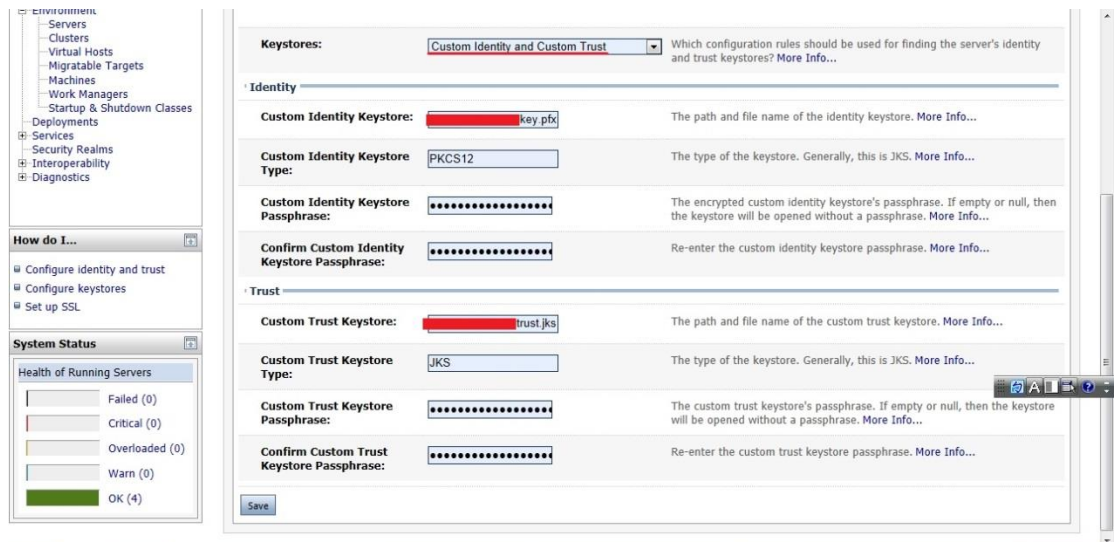 Environment
Servers
Clusters
Virtual Hosts
Migratable Targets
Machines
Work Managers
Startup & Shutdown Classes
Deployments
Services
Security Realms
Interoperability
Diagnostics
How do I...
Configure identity and trust
Configure keystores
Set up SSL
System Status
Health of Running Servers
Failed (0)
Critical (0)
Overloaded (0)
Warn (0)
OK (4)
Keystores:
Custom Identity and Custom Trust
Which configuration rules should be used for finding the server's identity
and trust keystores? More Info...
Identity
Custom Identity Keystore:
key.pfx
The path and file name of the identity keystore. More Info...
Custom Identity Keystore
Type:
PKCS12
The type of the keystore. Generally, this is JKS. More Info...
Custom Identity Keystore
Passphrase:
The encrypted custom identity keystore's passphrase. If empty or null, then
the keystore will be opened without a passphrase. More Info...
Confirm Custom Identity
Keystore Passphrase:
Re-enter the custom identity keystore passphrase. More Info...
Trust
Custom Trust Keystore:
trust.jks
The path and file name of the custom trust keystore. More Info...
Custom Trust Keystore
Type:
JKS
The type of the keystore. Generally, this is JKS. More Info...
Custom Trust Keystore
Passphrase:
The custom trust keystore's passphrase. If empty or null, then the keystore
will be opened without a passphrase. More Info...
Confirm Custom Trust
Keystore Passphrase:
Re-enter the custom trust keystore passphrase. More Info...
Save
A